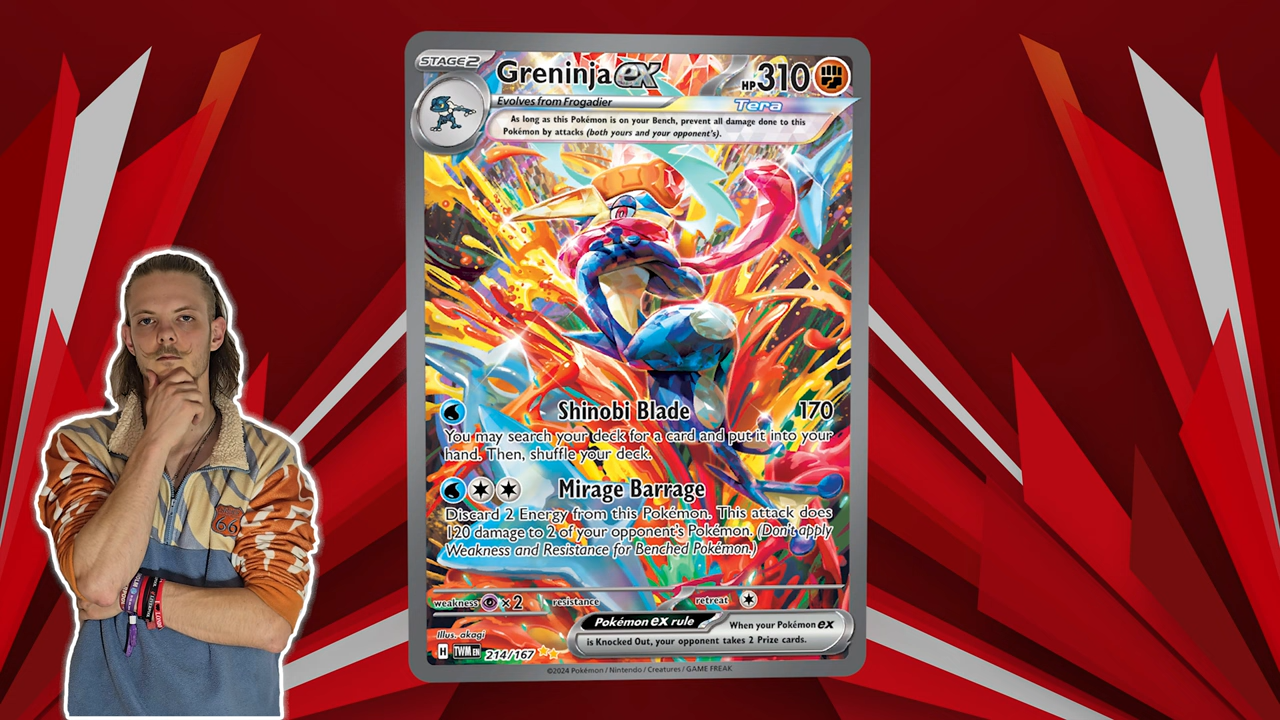 STAGE2
Greninja ex
HP 310
Evolves from Frogadier
Tera
As long as this Pokémon is on your Bench, prevent all damage done to this
Pokémon by attacks (both yours and your opponent's).
Shinobi Blade 170
You may search your deck for a card and put it into your
hand. Then, shuffle your deck.
Mirage Barrage
Discard 2 Energy from this Pokémon. This attack does
120 damage to 2 of your opponent's Pokémon. (Don't apply
Weakness and Resistance for Benched Pokémon.)
weakness ×2 resistance retreat
Illus. akagi
Pokémon ex rule
When your Pokémon ex
is Knocked Out, your opponent takes 2 Prize cards.
H TWM EN 214/167
©2024 Pokémon / Nintendo / Creatures / GAME FREAK
66